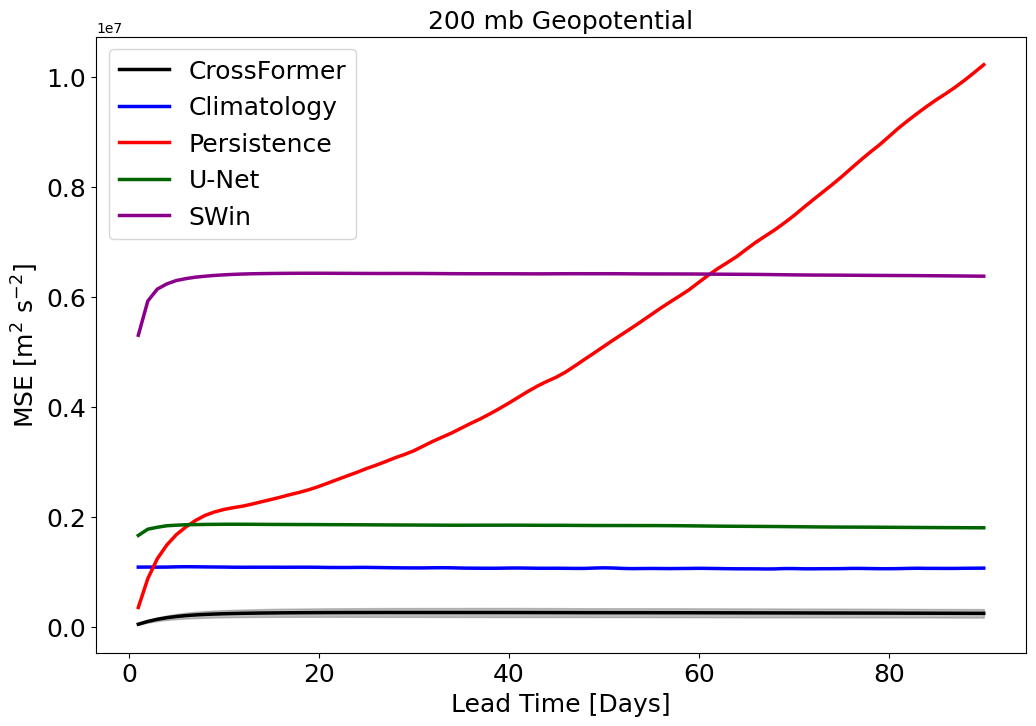 200 mb Geopotential
1e7
CrossFormer
Climatology
Persistence
U-Net
SWin
1.0
0.8
0.6
0.4
0.2
0.0
MSE [m² s⁻²]
0 20 40 60 80
Lead Time [Days]